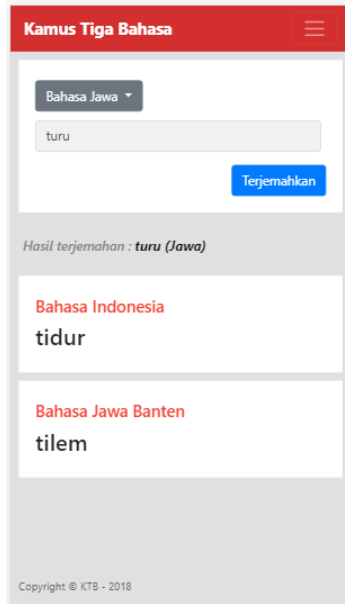 Kamus Tiga Bahasa
Bahasa Jawa
turu
Terjemahkan
Hasil terjemahan : turu (Jawa)
Bahasa Indonesia
tidur
Bahasa Jawa Banten
tilem
Copyright © KTB - 2018